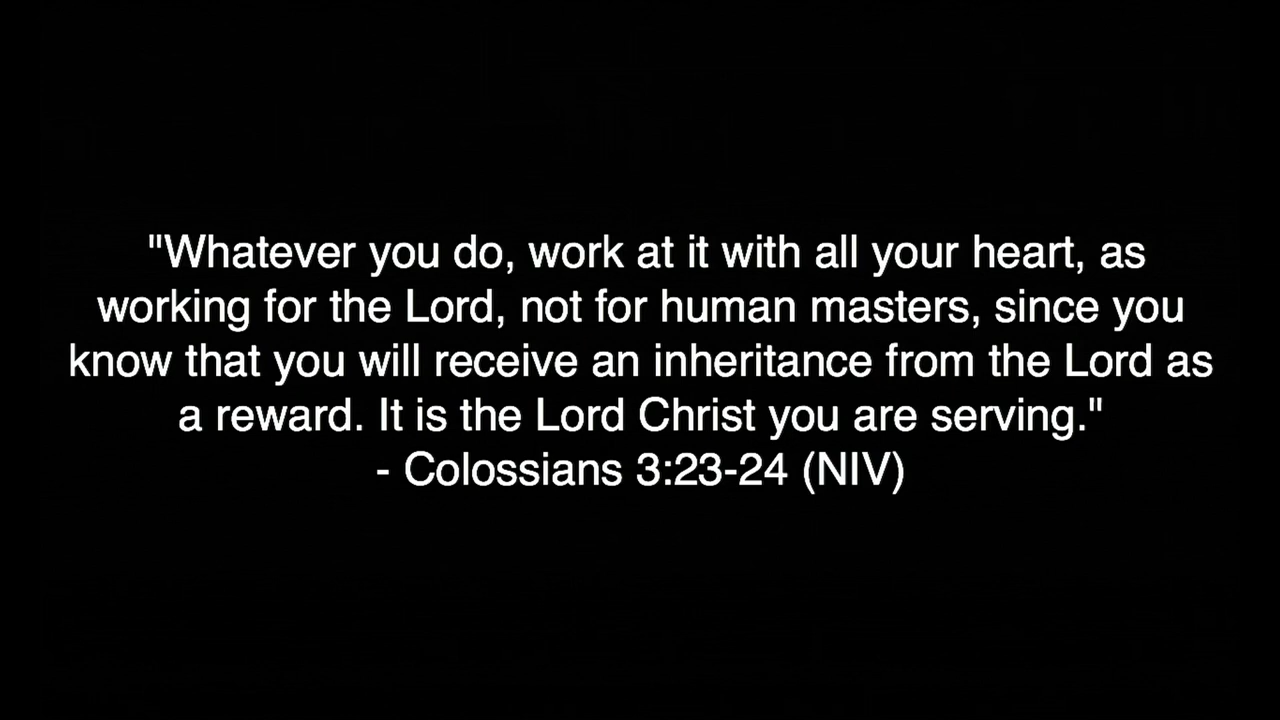 "Whatever you do, work at it with all your heart, as
working for the Lord, not for human masters, since you
know that you will receive an inheritance from the Lord as
a reward. It is the Lord Christ you are serving."
- Colossians 3:23-24 (NIV)